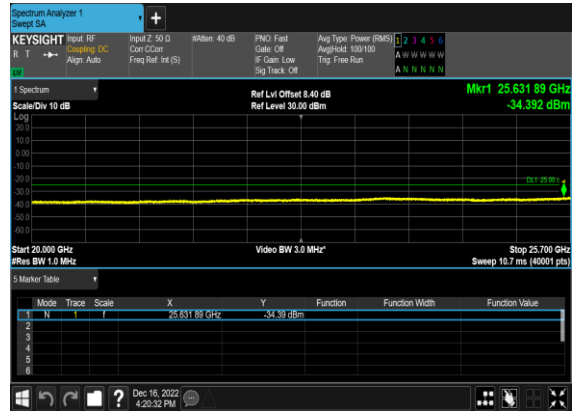 Spectrum Analyzer 1
Swept SA
+
KEYSIGHT Input: RF Input Z: 50 Ω #Atten: 40 dB PNO: Fast Avg Type: Power (RMS) 1 2 3 4 5 6
R T Coupling: DC Corr CCorr Gate: Off Avg|Hold: 100/100 A W W W W W
Align: Auto Freq Ref: Int (S) IF Gain: Low Trig: Free Run
Sig Track: Off A N N N N N
1 Spectrum Ref Lvl Offset 8.40 dB Mkr1 25.631 89 GHz
Scale/Div 10 dB Ref Level 30.00 dBm -34.392 dBm
Log
20.0
10.0
0.00
-10.0
-20.0
DL1 -25.00
-30.0
-40.0
-50.0
-60.0
Start 20.000 GHz Video BW 3.0 MHz* Stop 25.700 GHz
#Res BW 1.0 MHz Sweep 10.7 ms (40001 pts)
5 Marker Table
Mode Trace Scale X Y Function Function Width Function Value
1 N 1 f 25.631 89 GHz -34.39 dBm
2
3
4
5
6
? Dec 16, 2022
4:20:32 PM